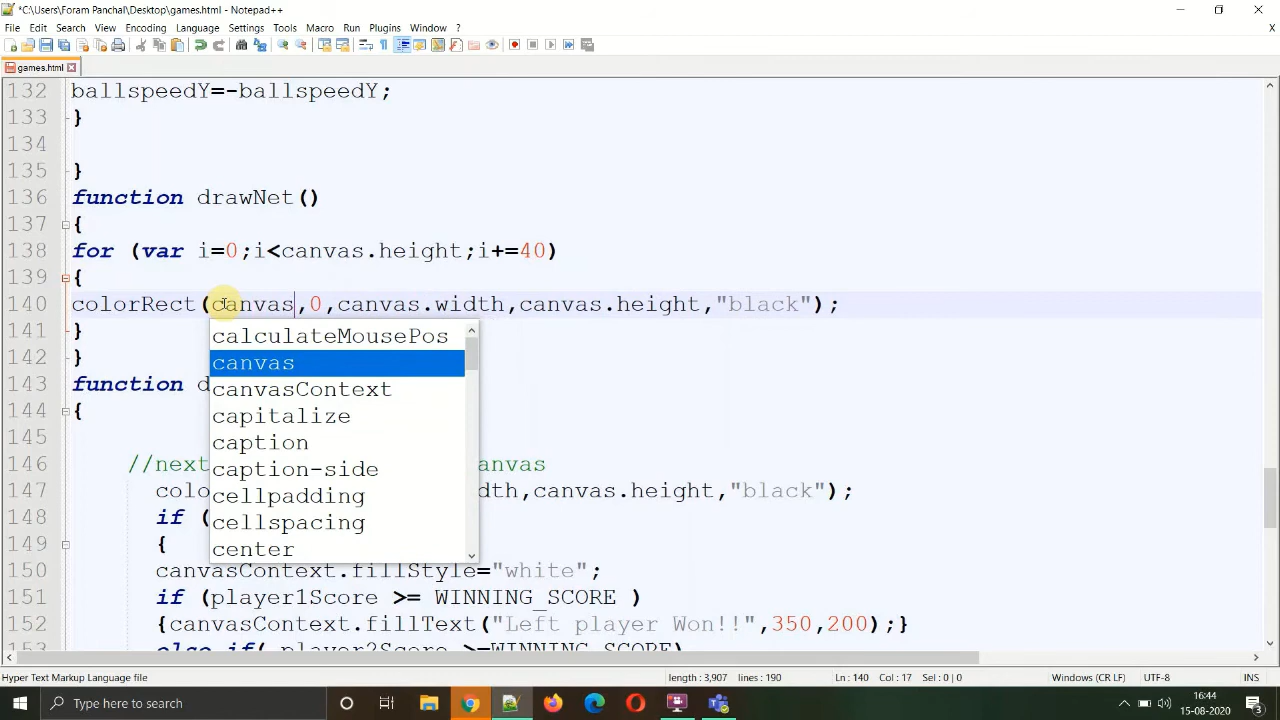 *C:\Users\Foram Panchal\Desktop\games.html - Notepad++
File Edit Search View Encoding Language Settings Tools Macro Run Plugins Window ?
X
games.html
132 ballspeedY=-ballspeedY;
133 }
134
135 }
136 function drawNet()
137 {
138 for (var i=0;i<canvas.height;i+=40)
139 {
140 colorRect(canvas,0,canvas.width,canvas.height,"black");
141 }
calculateMousePos
142 }
canvas
143 function d
canvasContext
144 {
capitalize
145
caption
146 //next anvas
caption-side
147 colo dth,canvas.height,"black");
cellpadding
148 if (
cellspacing
149 {
center
150 canvasContext.fillStyle="white";
151 if (player1Score >= WINNING_SCORE )
152 {canvasContext.fillText("Left player Won!!",350,200);}
153 else if( player2Score >=WINNING_SCORE)
Hyper Text Markup Language file length : 3,907 lines : 190 Ln : 140 Col : 17 Sel : 0 | 0 Windows (CR LF) UTF-8 INS
Type here to search
16:44
15-08-2020
3